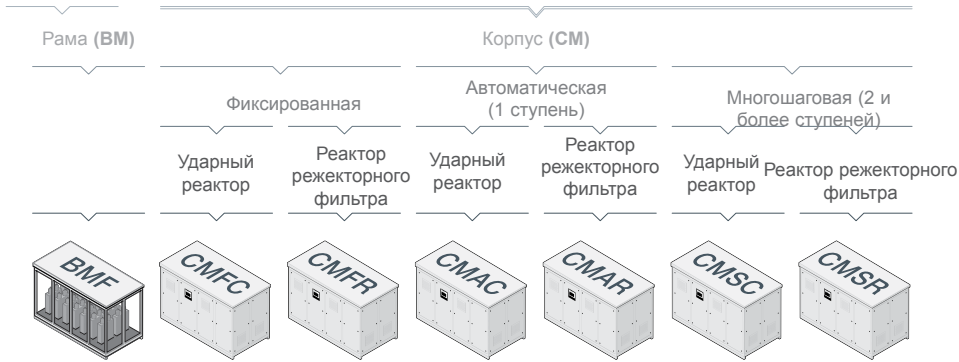 Рама (BM)
Корпус (CM)
Фиксированная
Автоматическая
(1 ступень)
Многошаговая (2 и
более ступеней)
Ударный
реактор
Реактор
режекторного
фильтра
Ударный
реактор
Реактор
режекторного
фильтра
Ударный
реактор
Реактор режекторного
фильтра
BMF
CMFC
CMFR
CMAC
CMAR
CMSC
CMSR